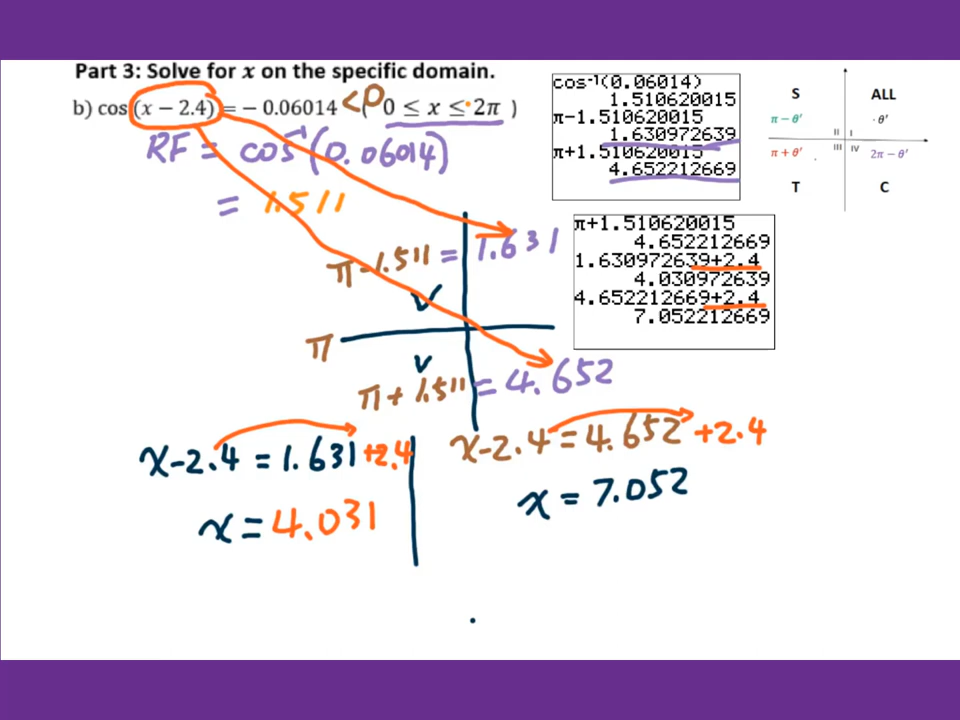 Part 3: Solve for x on the specific domain.
b) cos(x − 2.4) = − 0.06014 <0 ( 0 ≤ x ≤ 2π )
RF = cos⁻¹(0.06014)
= 1.511
π-1.511 = 1.631
v
π
v
π+1.511 = 4.652
x-2.4 = 1.631+2.4
x = 4.031
x-2.4 = 4.652+2.4
x = 7.052
cos⁻¹(0.06014)
1.510620015
π-1.510620015
1.630972639
π+1.510620015
4.652212669
π+1.510620015
4.652212669
1.630972639+2.4
4.030972639
4.652212669+2.4
7.052212669
S ALL
π − θ' θ'
II I
III IV
π + θ' 2π − θ'
T C